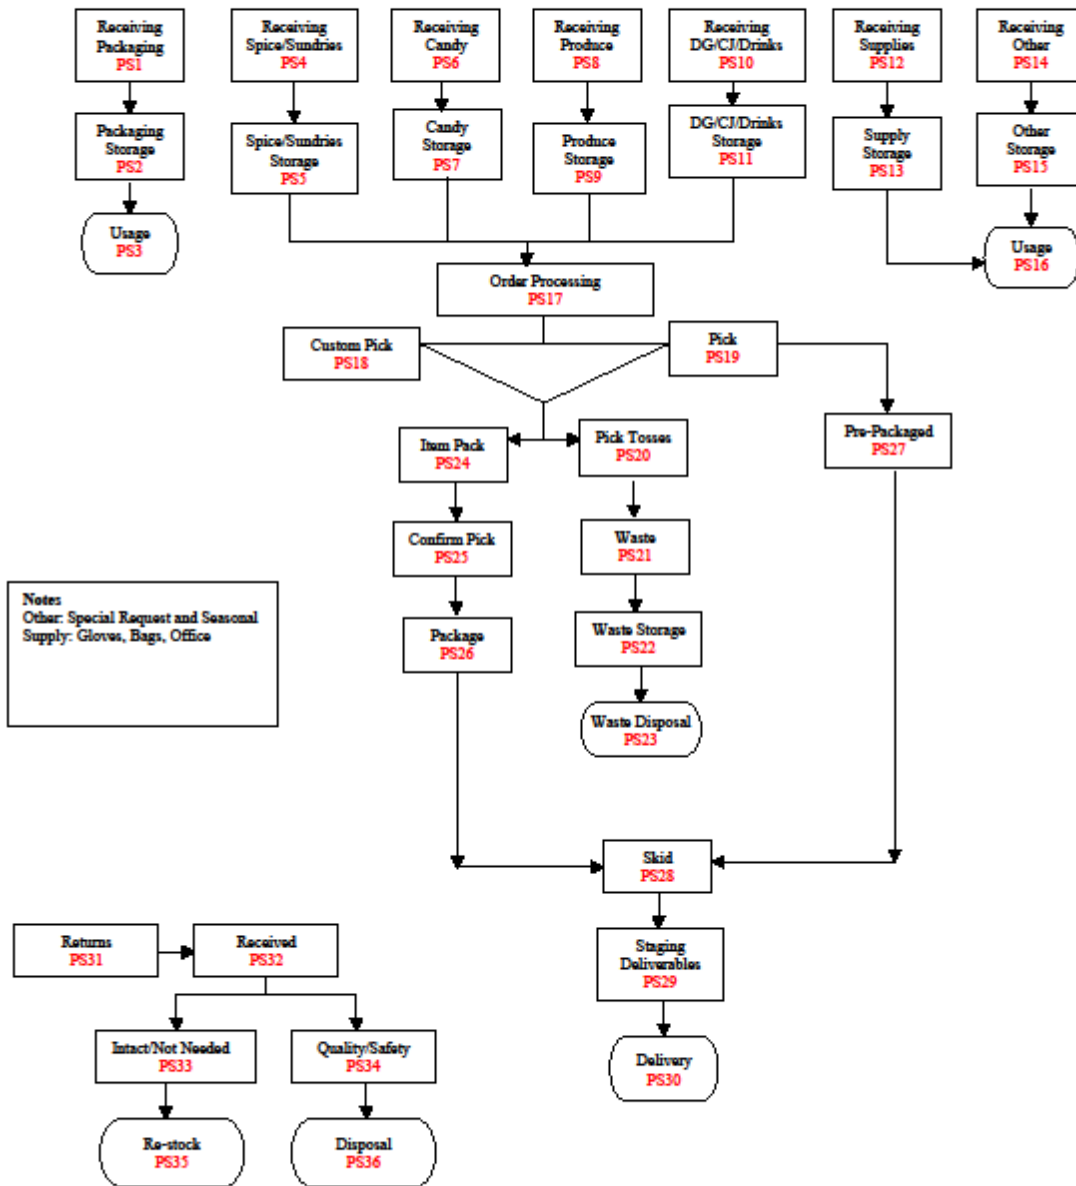 Receiving
Packaging
PS1
Receiving
Spice/Sundries
PS4
Receiving
Candy
PS6
Receiving
Produce
PS8
Receiving
DG/CJ/Drinks
PS10
Receiving
Supplies
PS12
Receiving
Other
PS14
Packaging
Storage
PS2
Spice/Sundries
Storage
PS5
Candy
Storage
PS7
Produce
Storage
PS9
DG/CJ/Drinks
Storage
PS11
Supply
Storage
PS13
Other
Storage
PS15
Usage
PS3
Usage
PS16
Order Processing
PS17
Custom Pick
PS18
Pick
PS19
Item Pack
PS24
Pick Tosses
PS20
Pre-Packaged
PS27
Confirm Pick
PS25
Waste
PS21
Notes
Other: Special Request and Seasonal
Supply: Gloves, Bags, Office
Package
PS26
Waste Storage
PS22
Waste Disposal
PS23
Skid
PS28
Returns
PS31
Received
PS32
Staging
Deliverables
PS29
Intact/Not Needed
PS33
Quality/Safety
PS34
Delivery
PS30
Re-stock
PS35
Disposal
PS36